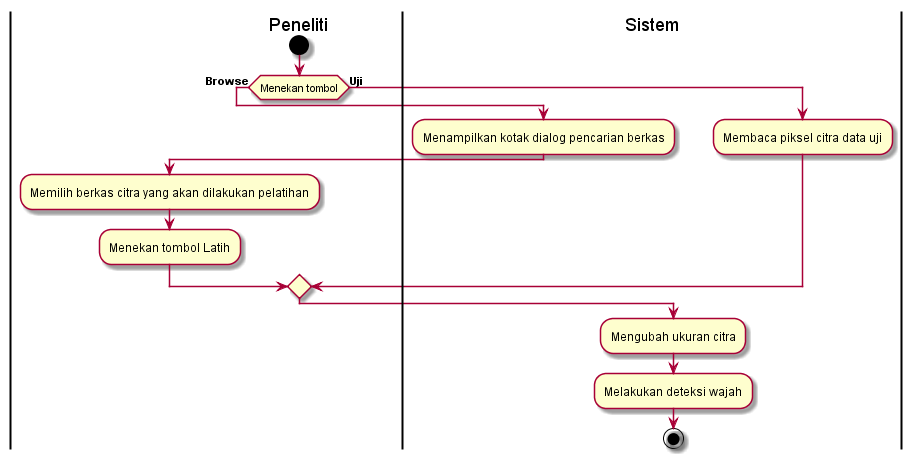 Peneliti
Sistem
Browse
Menekan tombol
Uji
Menampilkan kotak dialog pencarian berkas
Membaca piksel citra data uji
Memilih berkas citra yang akan dilakukan pelatihan
Menekan tombol Latih
Mengubah ukuran citra
Melakukan deteksi wajah